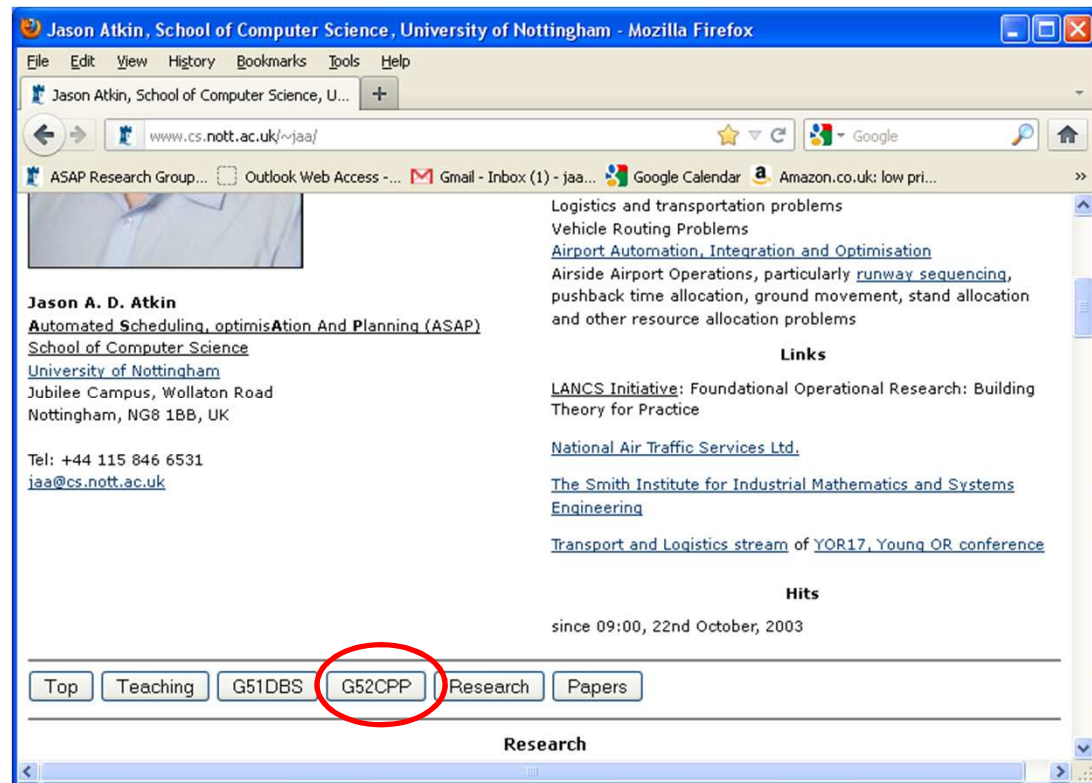 Jason Atkin, School of Computer Science, University of Nottingham - Mozilla Firefox
File Edit View History Bookmarks Tools Help
Jason Atkin, School of Computer Science, U... +
www.cs.nott.ac.uk/~jaa/ Google
ASAP Research Group... Outlook Web Access -... Gmail - Inbox (1) - jaa... Google Calendar Amazon.co.uk: low pri... »
Jason A. D. Atkin
Automated Scheduling, optimisAtion And Planning (ASAP)
School of Computer Science
University of Nottingham
Jubilee Campus, Wollaton Road
Nottingham, NG8 1BB, UK
Tel: +44 115 846 6531
jaa@cs.nott.ac.uk
Logistics and transportation problems
Vehicle Routing Problems
Airport Automation, Integration and Optimisation
Airside Airport Operations, particularly runway sequencing,
pushback time allocation, ground movement, stand allocation
and other resource allocation problems
Links
LANCS Initiative: Foundational Operational Research: Building
Theory for Practice
National Air Traffic Services Ltd.
The Smith Institute for Industrial Mathematics and Systems
Engineering
Transport and Logistics stream of YOR17, Young OR conference
Hits
since 09:00, 22nd October, 2003
Top Teaching G51DBS G52CPP Research Papers
Research